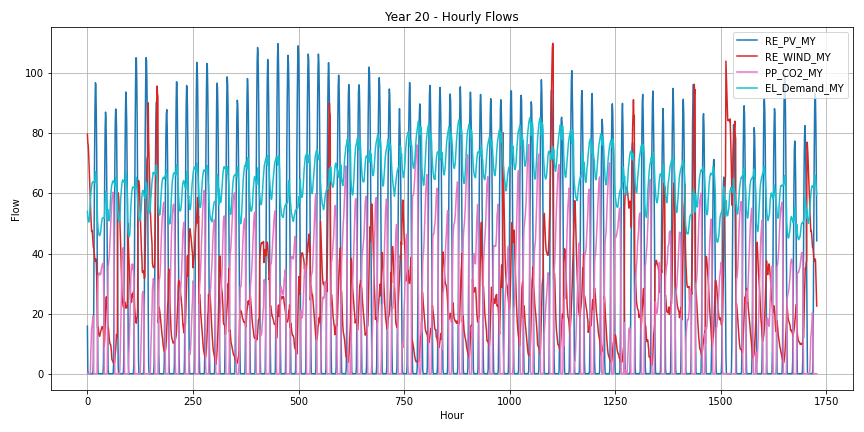 Year 20 - Hourly Flows
RE_PV_MY
RE_WIND_MY
PP_CO2_MY
EL_Demand_MY
Flow
100
80
60
40
20
0
0
250
500
750
1000
1250
1500
1750
Hour